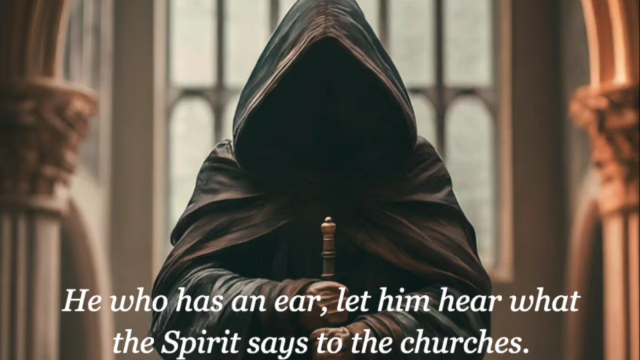 He who has an ear, let him hear what
the Spirit says to the churches.